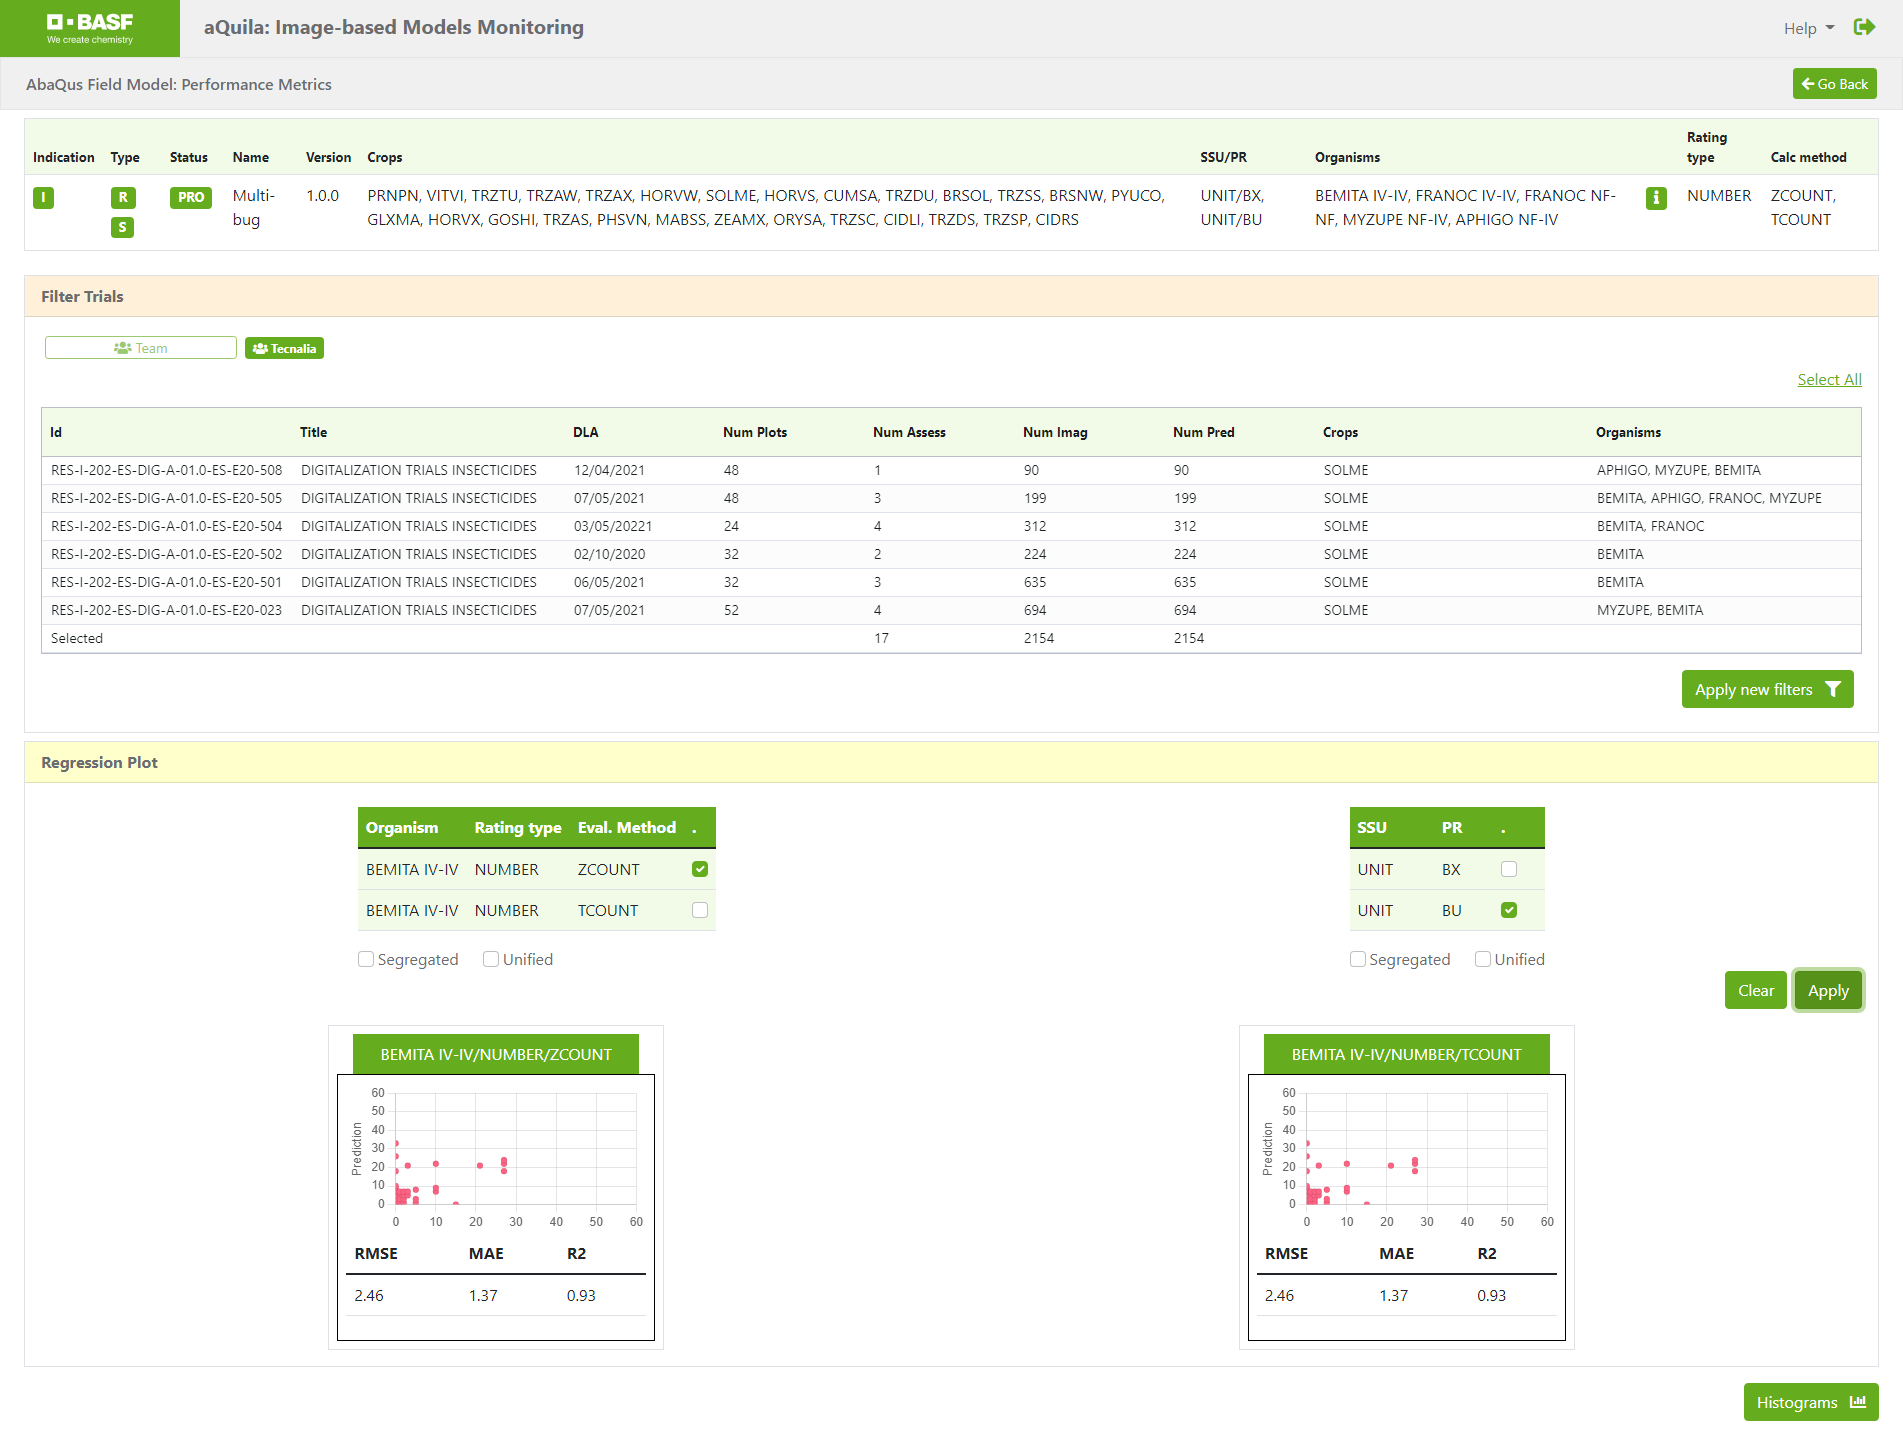 BASF
We create chemistry
aQuila: Image-based Models Monitoring
Help
AbaQus Field Model: Performance Metrics
Go Back
Indication Type Status Name Version Crops SSU/PR Organisms Rating type Calc method
I R PRO Multi- 1.0.0 PRNPN, VITVI, TRZTU, TRZAW, TRZAX, HORVW, SOLME, HORVS, CUMSA, TRZDU, BRSOL, TRZSS, BRSNW, PYUCO, UNIT/BX, BEMITA IV-IV, FRANOC IV-IV, FRANOC NF- i NUMBER ZCOUNT,
S bug GLXMA, HORVX, GOSHI, TRZAS, PHSVN, MABSS, ZEAMX, ORYSA, TRZSC, CIDLI, TRZDS, TRZSP, CIDRS UNIT/BU NF, MYZUPE NF-IV, APHIGO NF-IV TCOUNT
Filter Trials
Team Tecnalia
Select All
Id Title DLA Num Plots Num Assess Num Imag Num Pred Crops Organisms
RES-I-202-ES-DIG-A-01.0-ES-E20-508 DIGITALIZATION TRIALS INSECTICIDES 12/04/2021 48 1 90 90 SOLME APHIGO, MYZUPE, BEMITA
RES-I-202-ES-DIG-A-01.0-ES-E20-505 DIGITALIZATION TRIALS INSECTICIDES 07/05/2021 48 3 199 199 SOLME BEMITA, APHIGO, FRANOC, MYZUPE
RES-I-202-ES-DIG-A-01.0-ES-E20-504 DIGITALIZATION TRIALS INSECTICIDES 03/05/20221 24 4 312 312 SOLME BEMITA, FRANOC
RES-I-202-ES-DIG-A-01.0-ES-E20-502 DIGITALIZATION TRIALS INSECTICIDES 02/10/2020 32 2 224 224 SOLME BEMITA
RES-I-202-ES-DIG-A-01.0-ES-E20-501 DIGITALIZATION TRIALS INSECTICIDES 06/05/2021 32 3 635 635 SOLME BEMITA
RES-I-202-ES-DIG-A-01.0-ES-E20-023 DIGITALIZATION TRIALS INSECTICIDES 07/05/2021 52 4 694 694 SOLME MYZUPE, BEMITA
Selected 17 2154 2154
Apply new filters
Regression Plot
Organism Rating type Eval. Method .
BEMITA IV-IV NUMBER ZCOUNT
BEMITA IV-IV NUMBER TCOUNT
Segregated Unified
SSU PR .
UNIT BX
UNIT BU
Segregated Unified
Clear Apply
BEMITA IV-IV/NUMBER/ZCOUNT
60
50
40
30
20
10
0
Prediction
0 10 20 30 40 50 60
RMSE MAE R2
2.46 1.37 0.93
BEMITA IV-IV/NUMBER/TCOUNT
60
50
40
30
20
10
0
Prediction
0 10 20 30 40 50 60
RMSE MAE R2
2.46 1.37 0.93
Histograms